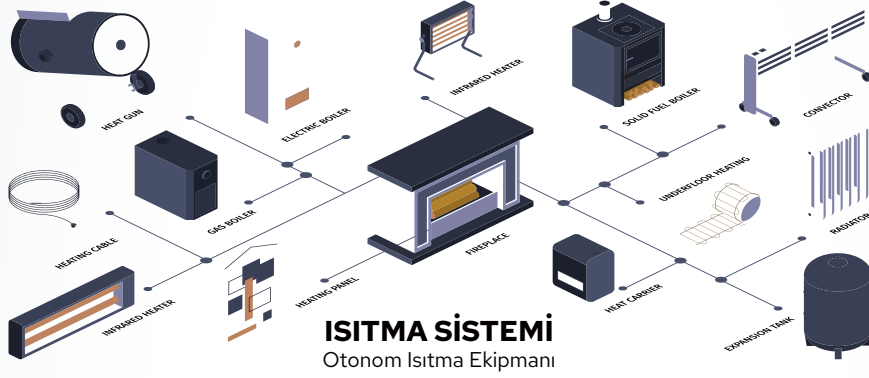 INFRARED HEATER
SOLID FUEL BOILER
CONVECTOR
HEAT GUN
ELECTRIC BOILER
UNDERFLOOR HEATING
RADIATOR
GAS BOILER
HEATING CABLE
FIREPLACE
HEATING PANEL
HEAT CARRIER
INFRARED HEATER
EXPANSION TANK
ISITMA SİSTEMİ
Otonom Isıtma Ekipmanı